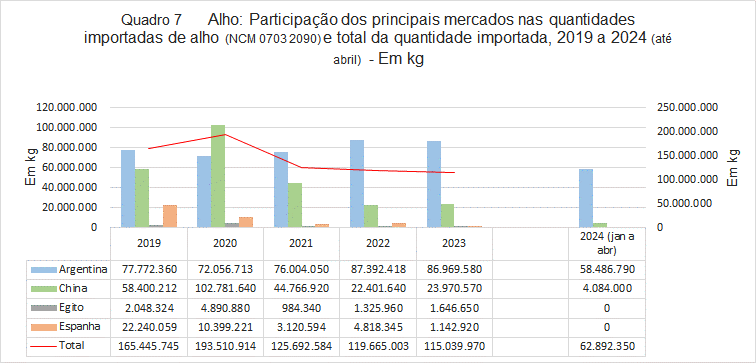 Quadro 7 Alho: Participação dos principais mercados nas quantidades
importadas de alho (NCM 0703 2090) e total da quantidade importada, 2019 a 2024 (até
abril) - Em kg
120.000.000 250.000.000
100.000.000 200.000.000
80.000.000 150.000.000
60.000.000 100.000.000
40.000.000 50.000.000
20.000.000 0
0
Em kg
Em kg
2019 2020 2021 2022 2023 2024 (jan a
abr)
Argentina 77.772.360 72.056.713 76.004.050 87.392.418 86.969.580 58.486.790
China 58.400.212 102.781.640 44.766.920 22.401.640 23.970.570 4.084.000
Egito 2.048.324 4.890.880 984.340 1.325.960 1.646.650 0
Espanha 22.240.059 10.399.221 3.120.594 4.818.345 1.142.920 0
Total 165.445.745 193.510.914 125.692.584 119.665.003 115.039.970 62.892.350